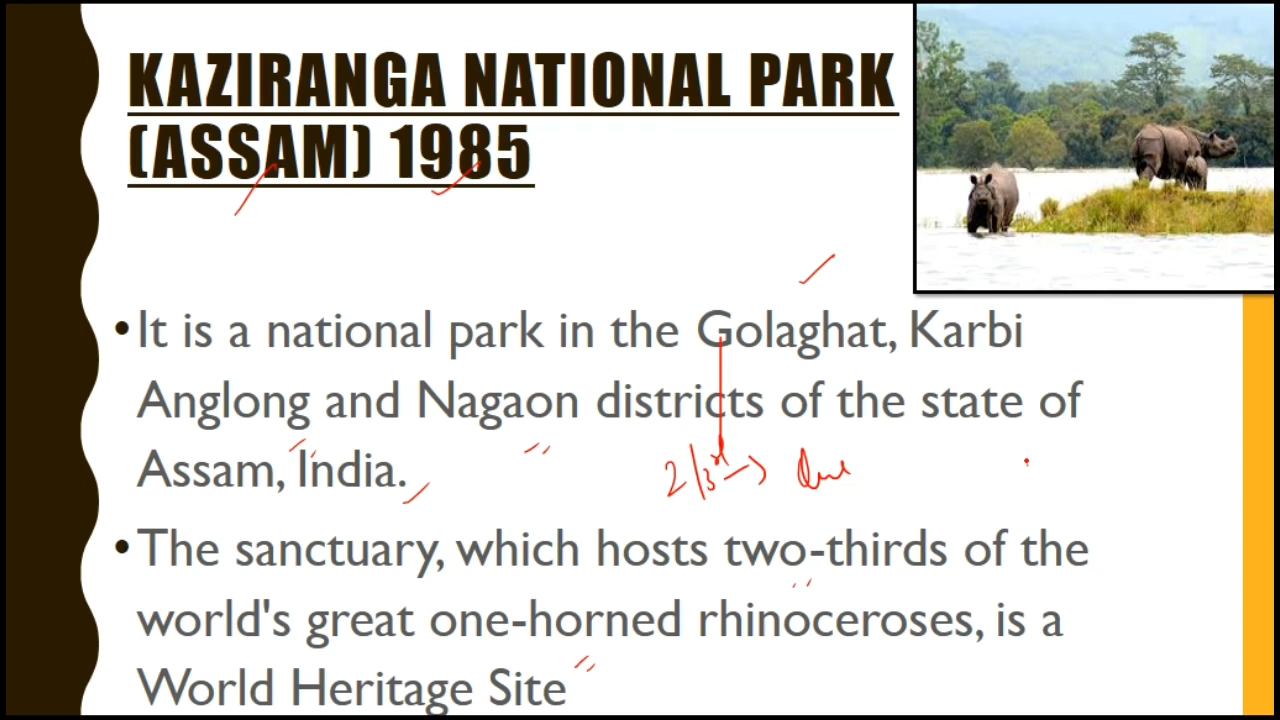 KAZIRANGA NATIONAL PARK
(ASSAM) 1985
•It is a national park in the Golaghat, Karbi
Anglong and Nagaon districts of the state of
Assam, India.
2/3rd →
•The sanctuary, which hosts two-thirds of the
world's great one-horned rhinoceroses, is a
World Heritage Site